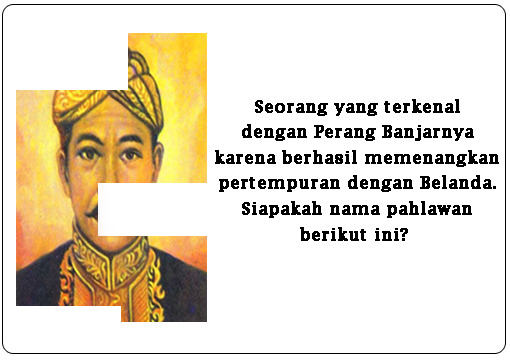 Seorang yang terkenal
dengan Perang Banjarnya
karena berhasil memenangkan
pertempuran dengan Belanda.
Siapakah nama pahlawan
berikut ini?